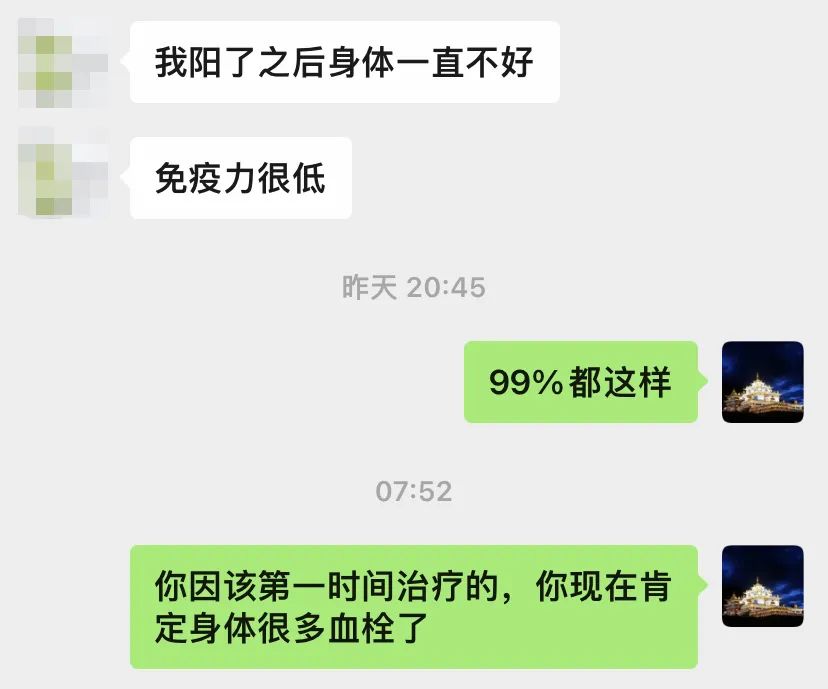 我阳了之后身体一直不好
免疫力很低
昨天 20:45
99%都这样
07:52
你因该第一时间治疗的，你现在肯
定身体很多血栓了